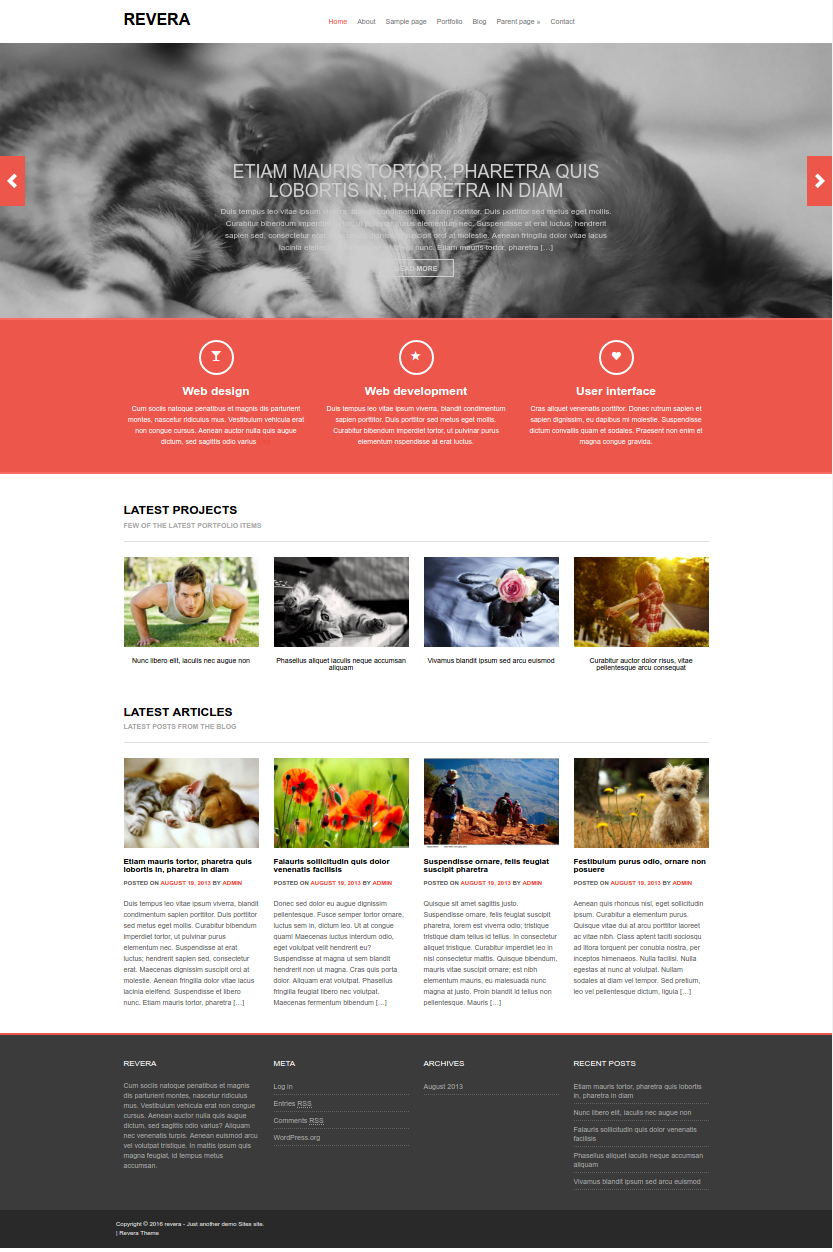 REVERA
Home About Sample page Portfolio Blog Parent page » Contact
ETIAM MAURIS TORTOR, PHARETRA QUIS
LOBORTIS IN, PHARETRA IN DIAM
Duis tempus leo vitae ipsum condimentum sapien porttitor. Duis porttitor sed metus eget mollis.
Curabitur bibendum imperdiet elementum nec. Suspendisse at erat luctus; hendrerit
sapien sed, consectetur erat. suscipit orci at molestie. Aenean fringilla dolor vitae lacus
lacinia nunc. Etiam mauris tortor, pharetra […]
READ MORE
Web design
Cum sociis natoque penatibus et magnis dis parturient
montes, nascetur ridiculus mus. Vestibulum vehicula erat
non congue cursus. Aenean auctor nulla quis augue
dictum, sed sagittis odio varius
Web development
Duis tempus leo vitae ipsum viverra, blandit condimentum
sapien porttitor. Duis porttitor sed metus eget mollis.
Curabitur bibendum imperdiet tortor, ut pulvinar purus
elementum nspendisse at erat luctus.
User interface
Cras aliquet venenatis porttitor. Donec rutrum sapien et
sapien dignissim, eu dapibus mi molestie. Suspendisse
dictum convallis quam et sodales. Praesent non enim et
magna congue gravida.
LATEST PROJECTS
FEW OF THE LATEST PORTFOLIO ITEMS
Nunc libero elit, iaculis nec augue non
Phasellus aliquet iaculis neque accumsan
aliquam
Vivamus blandit ipsum sed arcu euismod
Curabitur auctor dolor risus, vitae
pellentesque arcu consequat
LATEST ARTICLES
LATEST POSTS FROM THE BLOG
Etiam mauris tortor, pharetra quis
lobortis in, pharetra in diam
POSTED ON AUGUST 19, 2013 BY ADMIN
Duis tempus leo vitae ipsum viverra, blandit
condimentum sapien porttitor. Duis porttitor
sed metus eget mollis. Curabitur bibendum
imperdiet tortor, ut pulvinar purus
elementum nec. Suspendisse at erat
luctus; hendrerit sapien sed, consectetur
erat. Maecenas dignissim suscipit orci at
molestie. Aenean fringilla dolor vitae lacus
lacinia eleifend. Suspendisse et libero
nunc. Etiam mauris tortor, pharetra […]
Falauris sollicitudin quis dolor
venenatis facilisis
POSTED ON AUGUST 19, 2013 BY ADMIN
Donec sed dolor eu augue dignissim
pellentesque. Fusce semper tortor ornare,
luctus sem in, dictum leo. Ut at congue
quam! Maecenas luctus interdum odio,
eget volutpat velit hendrerit eu?
Suspendisse at magna ut sem blandit
hendrerit non ut magna. Cras quis porta
dolor. Aliquam erat volutpat. Phasellus
fringilla feugiat libero nec volutpat.
Maecenas fermentum bibendum […]
Suspendisse ornare, felis feugiat
suscipit pharetra
POSTED ON AUGUST 19, 2013 BY ADMIN
Quisque sit amet sagittis justo.
Suspendisse ornare, felis feugiat suscipit
pharetra, lorem est viverra odio; tristique
tristique diam tellus id tellus. In consectetur
aliquet tristique. Curabitur imperdiet leo in
nisl consectetur mattis. Quisque bibendum,
mauris vitae suscipit ornare; est nibh
elementum mauris, eu malesuada nunc
magna at justo. Proin blandit id tellus non
pellentesque. Mauris […]
Festibulum purus odio, ornare non
posuere
POSTED ON AUGUST 19, 2013 BY ADMIN
Aenean quis rhoncus nisl, eget sollicitudin
ipsum. Curabitur a elementum purus.
Quisque vitae dui at arcu porttitor laoreet
ac vitae nibh. Class aptent taciti sociosqu
ad litora torquent per conubia nostra, per
inceptos himenaeos. Nulla facilisi. Nulla
egestas at nunc at volutpat. Nullam
sodales at diam vel tempor. Sed pretium,
leo vel pellentesque dictum, ligula […]
REVERA
Cum sociis natoque penatibus et magnis
dis parturient montes, nascetur ridiculus
mus. Vestibulum vehicula erat non congue
cursus. Aenean auctor nulla quis augue
dictum, sed sagittis odio varius? Aliquam
nec venenatis turpis. Aenean euismod arcu
vel volutpat tristique. In mattis ipsum quis
magna feugiat, id tempus metus
accumsan.
META
Log in
Entries RSS
Comments RSS
WordPress.org
ARCHIVES
August 2013
RECENT POSTS
Etiam mauris tortor, pharetra quis lobortis
in, pharetra in diam
Nunc libero elit, iaculis nec augue non
Falauris sollicitudin quis dolor venenatis
facilisis
Phasellus aliquet iaculis neque accumsan
aliquam
Vivamus blandit ipsum sed arcu euismod
Copyright © 2016 revera - Just another demo Sites site.
| Revera Theme